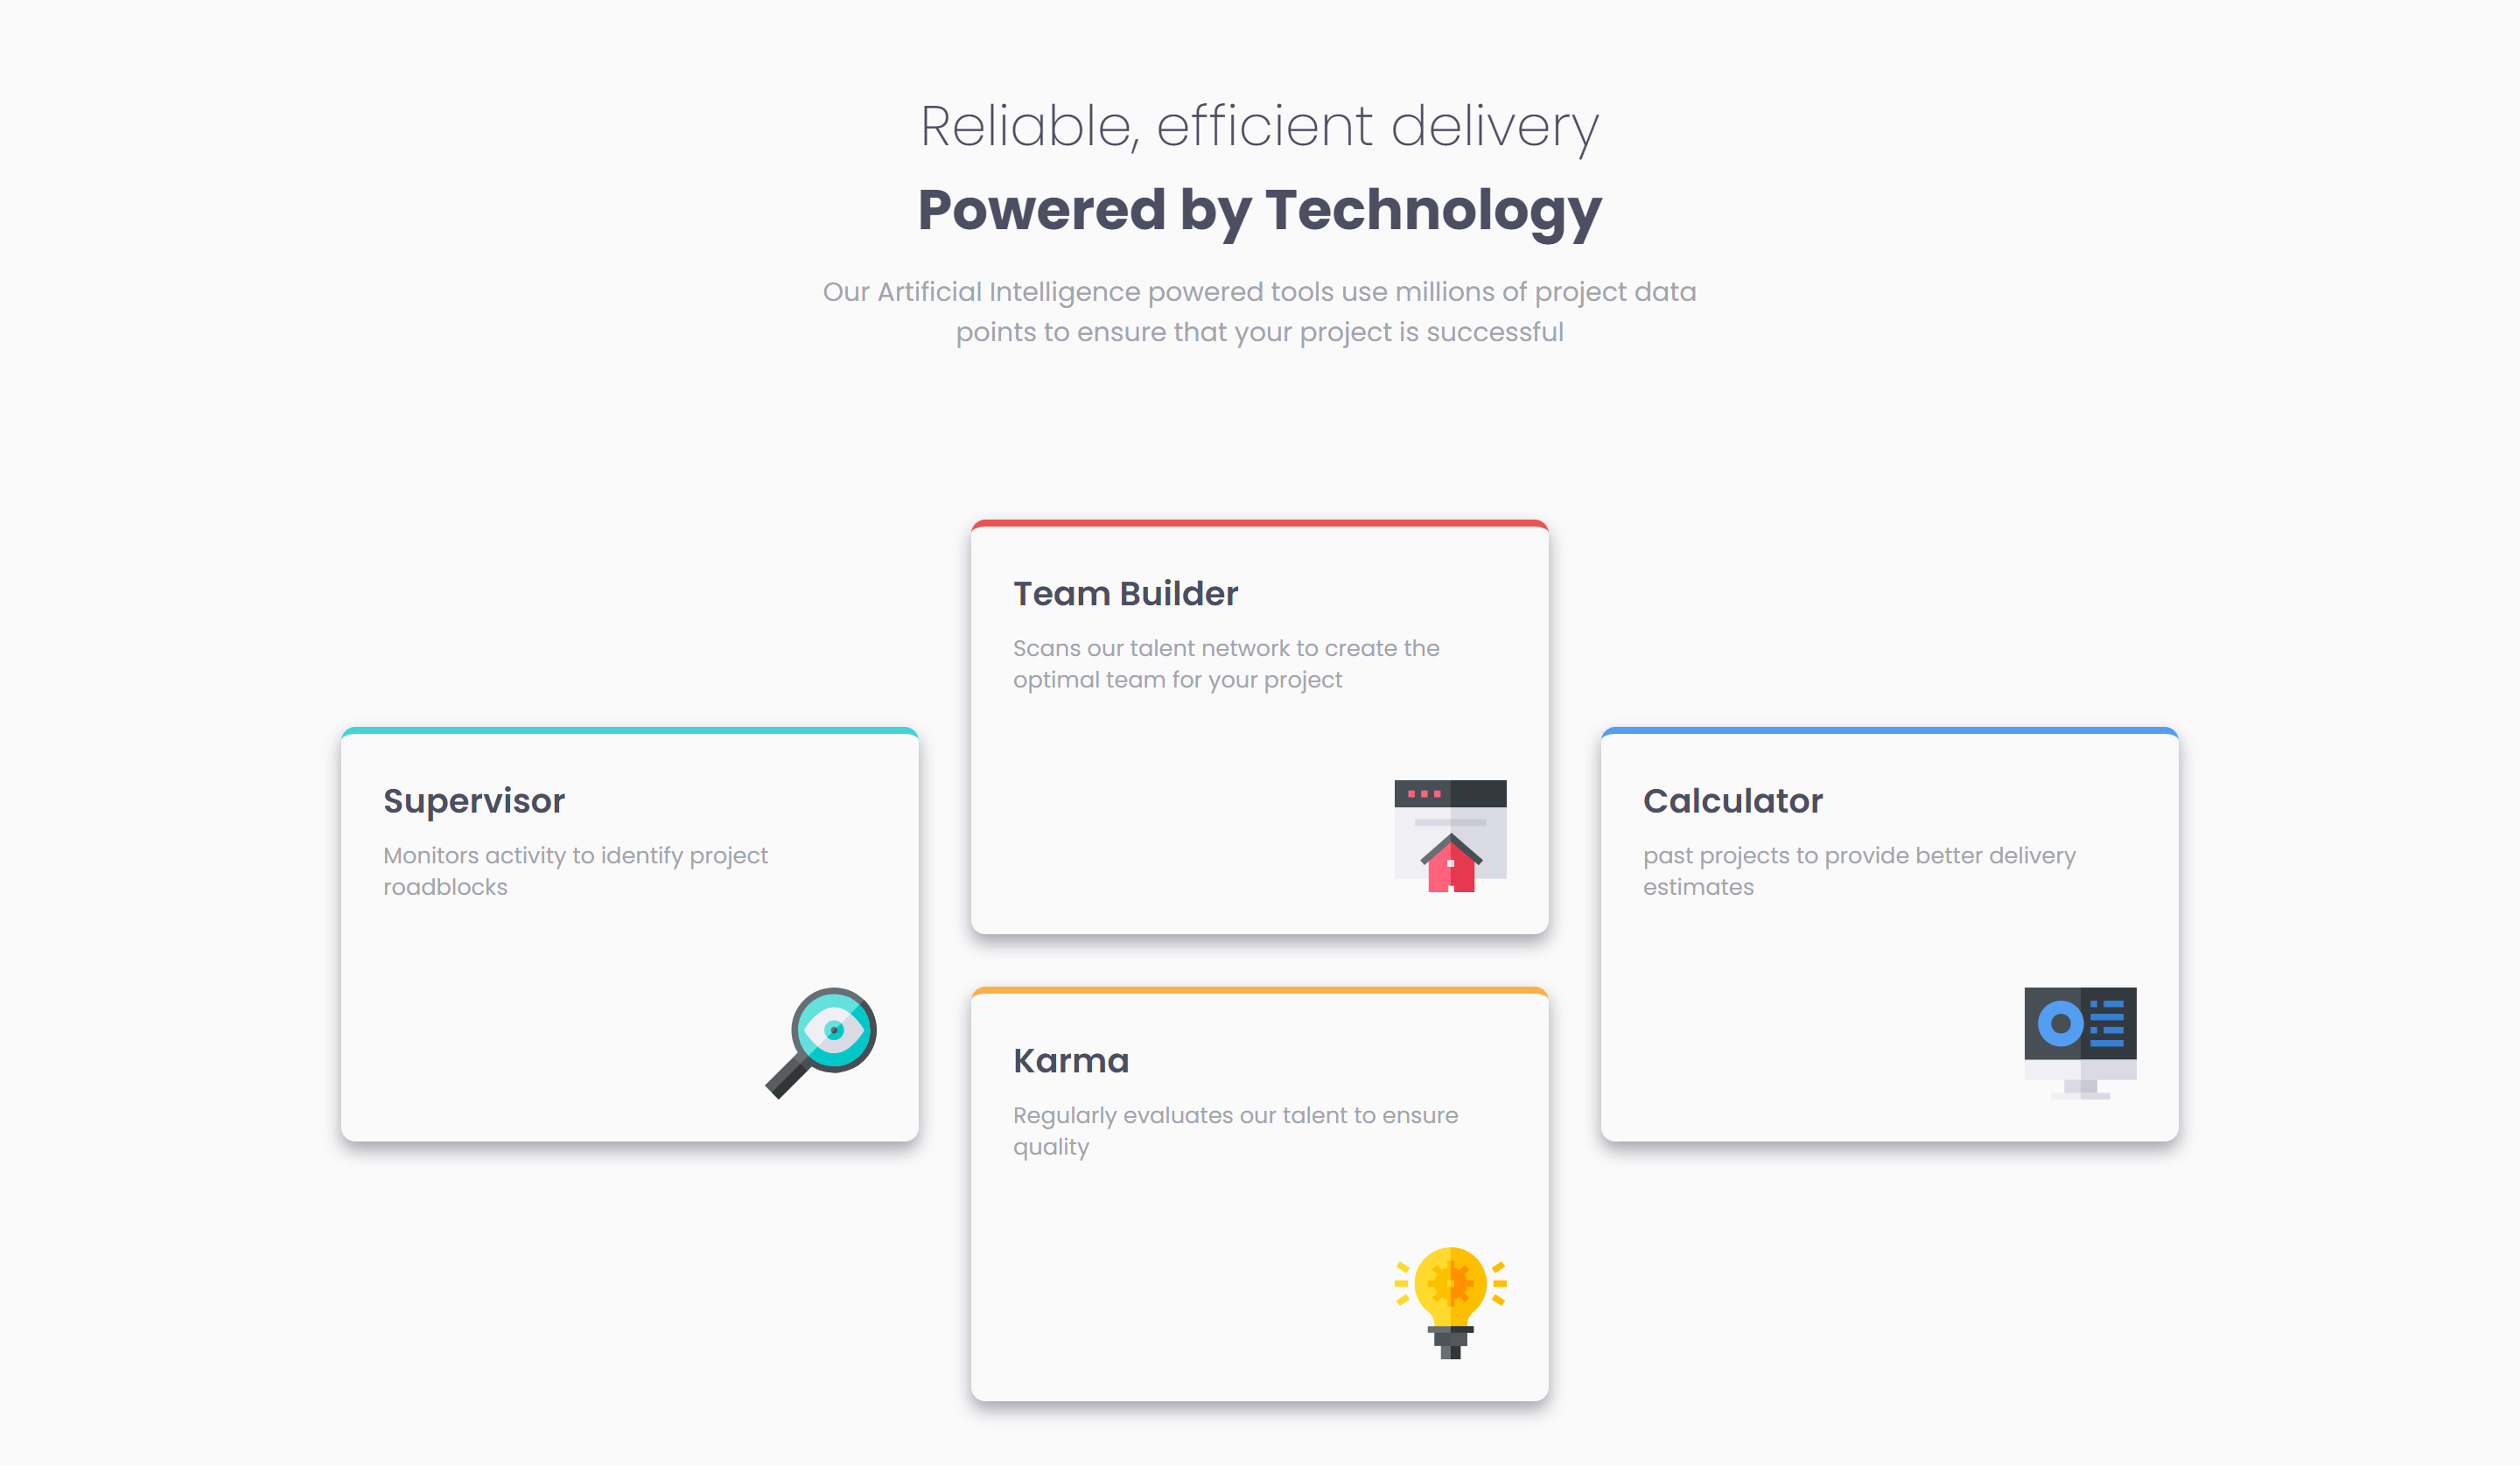 Reliable, efficient delivery
Powered by Technology
Our Artificial Intelligence powered tools use millions of project data
points to ensure that your project is successful
Supervisor
Monitors activity to identify project
roadblocks
Team Builder
Scans our talent network to create the
optimal team for your project
Karma
Regularly evaluates our talent to ensure
quality
Calculator
past projects to provide better delivery
estimates